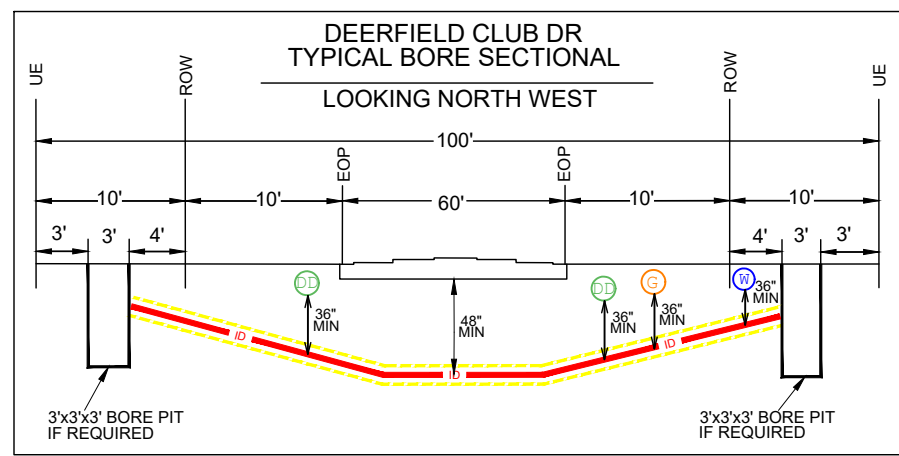 DEERFIELD CLUB DR
TYPICAL BORE SECTIONAL
LOOKING NORTH WEST
UE
ROW
ROW
UE
100'
EOP
EOP
10'
10'
60'
10'
10'
3'
3'
4'
4'
3'
3'
DD
DD
G
W
36"
MIN
48"
MIN
36"
MIN
36"
MIN
36"
MIN
ID
ID
ID
3'x3'x3' BORE PIT
IF REQUIRED
3'x3'x3' BORE PIT
IF REQUIRED